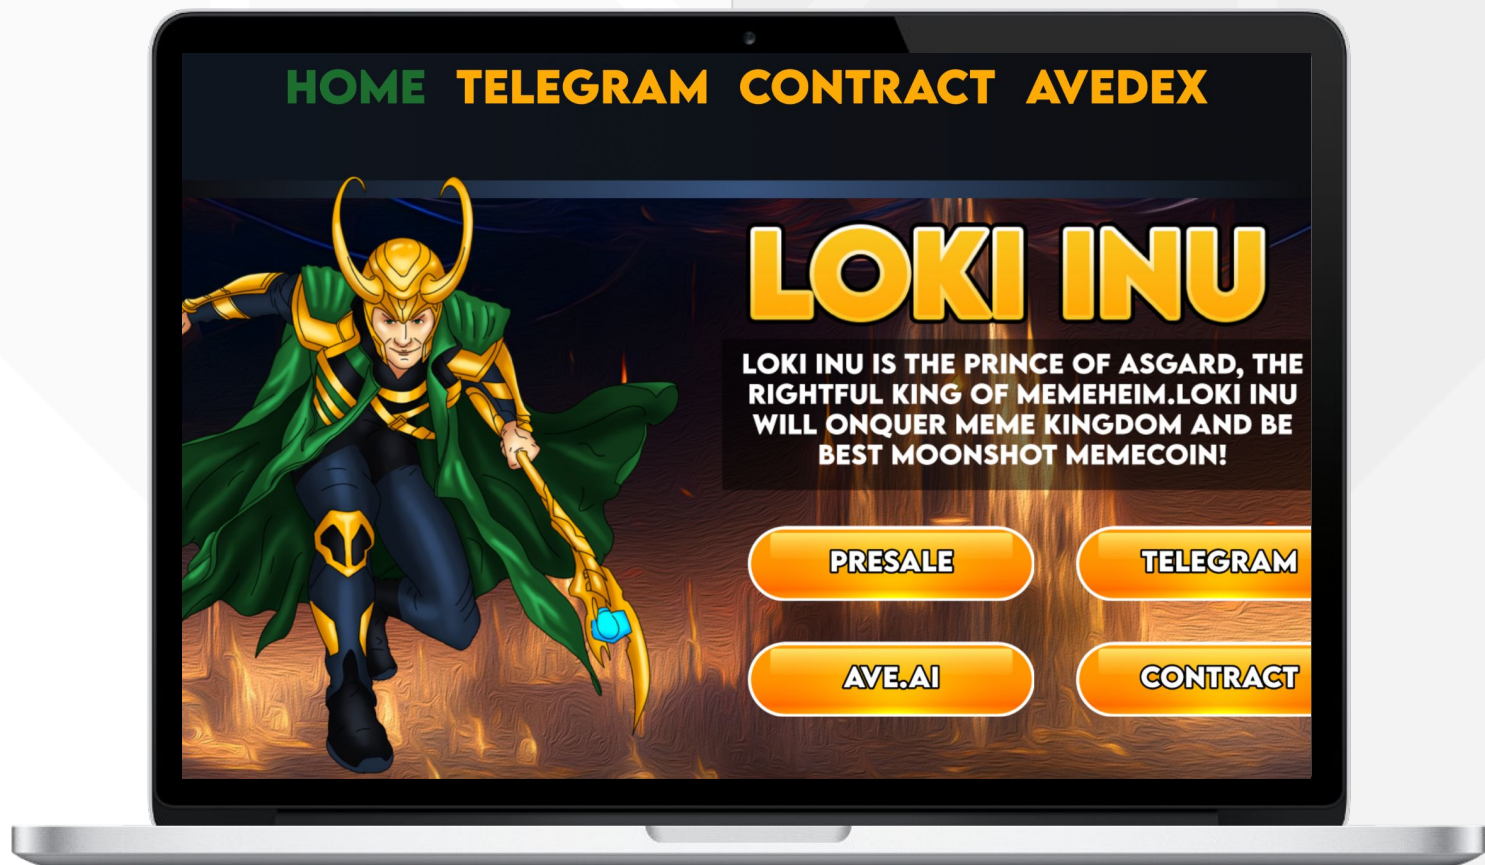 HOME TELEGRAM CONTRACT AVEDEX
LOKI INU
LOKI INU IS THE PRINCE OF ASGARD, THE
RIGHTFUL KING OF MEMEHEIM.LOKI INU
WILL ONQUER MEME KINGDOM AND BE
BEST MOONSHOT MEMECOIN!
PRESALE
TELEGRAM
AVE.AI
CONTRACT